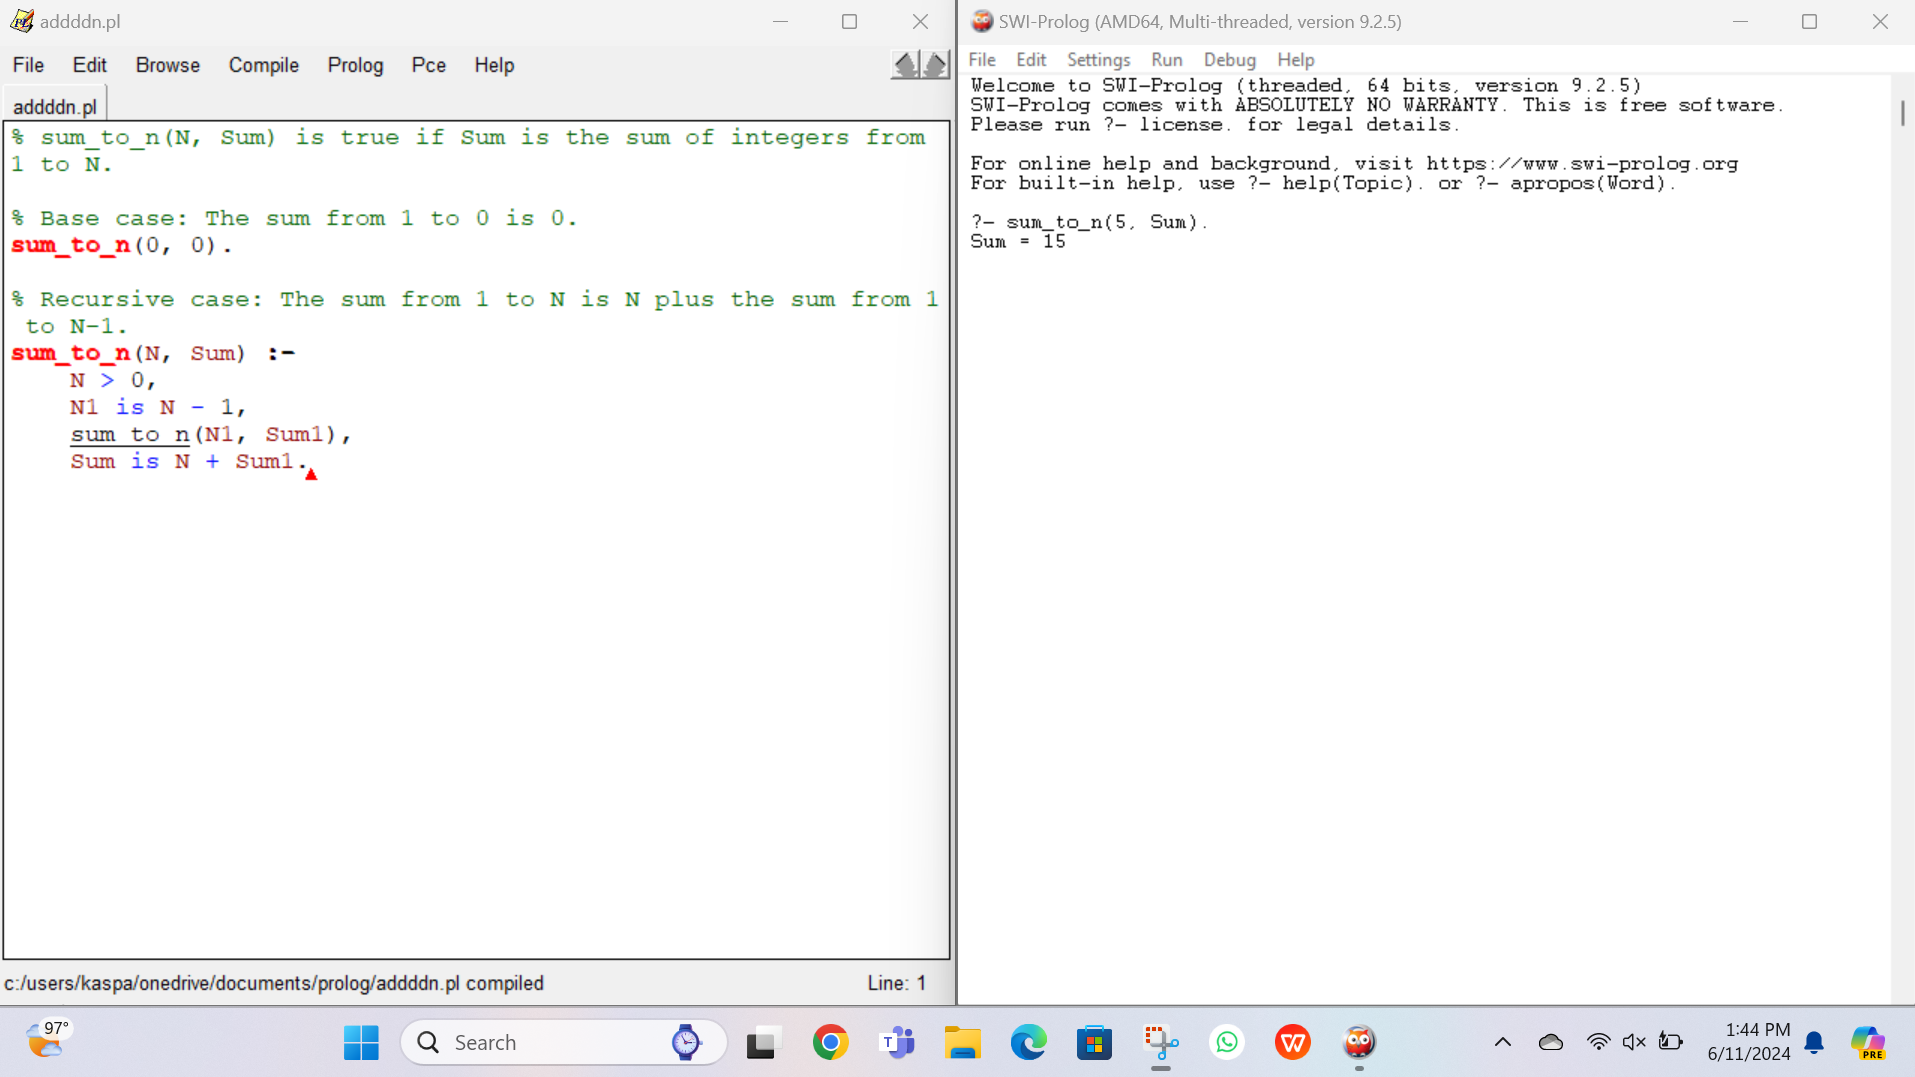 addddn.pl
File Edit Browse Compile Prolog Pce Help
addddn.pl
% sum_to_n(N, Sum) is true if Sum is the sum of integers from
1 to N.
% Base case: The sum from 1 to 0 is 0.
sum_to_n(0, 0).
% Recursive case: The sum from 1 to N is N plus the sum from 1
to N-1.
sum_to_n(N, Sum) :-
N > 0,
N1 is N - 1,
sum_to_n(N1, Sum1),
Sum is N + Sum1.
c:/users/kaspa/onedrive/documents/prolog/addddn.pl compiled
Line: 1
SWI-Prolog (AMD64, Multi-threaded, version 9.2.5)
File Edit Settings Run Debug Help
Welcome to SWI-Prolog (threaded, 64 bits, version 9.2.5)
SWI-Prolog comes with ABSOLUTELY NO WARRANTY. This is free software.
Please run ?- license. for legal details.
For online help and background, visit https://www.swi-prolog.org
For built-in help, use ?- help(Topic). or ?- apropos(Word).
?- sum_to_n(5, Sum).
Sum = 15
97°
Search
1:44 PM
6/11/2024
PRE